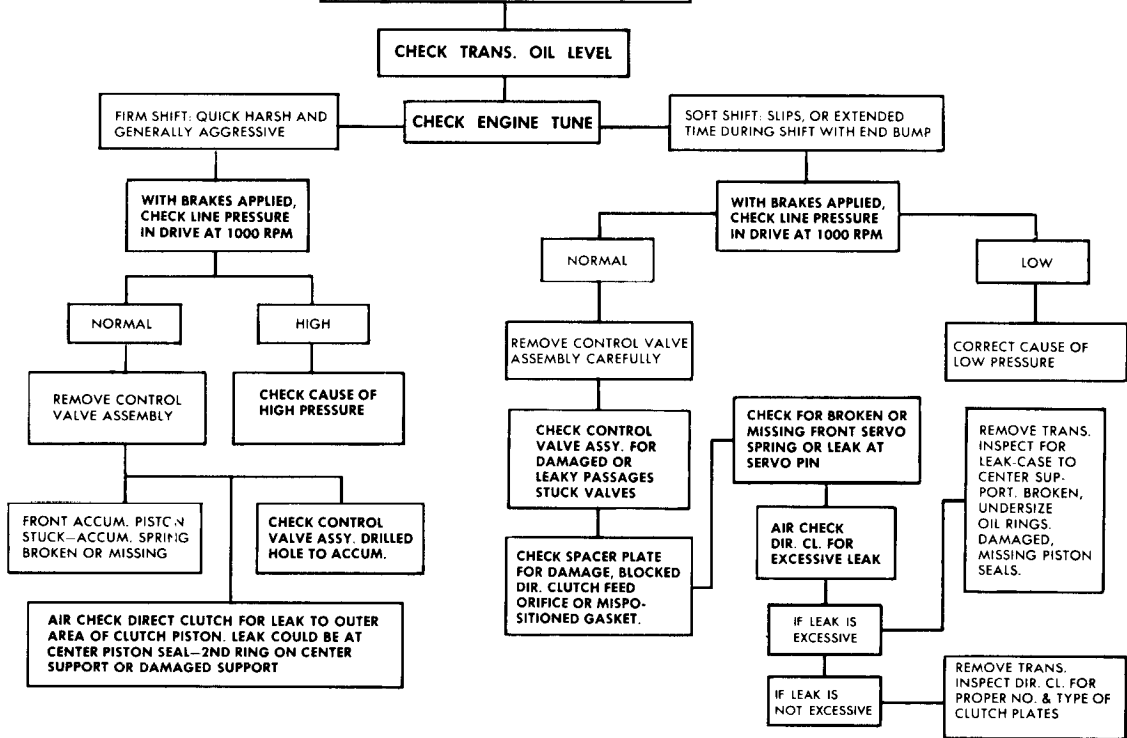 CHECK TRANS. OIL LEVEL
FIRM SHIFT: QUICK HARSH AND
GENERALLY AGGRESSIVE
CHECK ENGINE TUNE
SOFT SHIFT: SLIPS, OR EXTENDED
TIME DURING SHIFT WITH END BUMP
WITH BRAKES APPLIED,
CHECK LINE PRESSURE
IN DRIVE AT 1000 RPM
NORMAL
HIGH
REMOVE CONTROL
VALVE ASSEMBLY
CHECK CAUSE OF
HIGH PRESSURE
FRONT ACCUM. PISTON
STUCK—ACCUM. SPRING
BROKEN OR MISSING
CHECK CONTROL
VALVE ASSY. DRILLED
HOLE TO ACCUM.
AIR CHECK DIRECT CLUTCH FOR LEAK TO OUTER
AREA OF CLUTCH PISTON. LEAK COULD BE AT
CENTER PISTON SEAL—2ND RING ON CENTER
SUPPORT OR DAMAGED SUPPORT
WITH BRAKES APPLIED,
CHECK LINE PRESSURE
IN DRIVE AT 1000 RPM
NORMAL
LOW
REMOVE CONTROL VALVE
ASSEMBLY CAREFULLY
CORRECT CAUSE OF
LOW PRESSURE
CHECK CONTROL
VALVE ASSY. FOR
DAMAGED OR
LEAKY PASSAGES
STUCK VALVES
CHECK SPACER PLATE
FOR DAMAGE, BLOCKED
DIR. CLUTCH FEED
ORIFICE OR MISPO-
SITIONED GASKET.
CHECK FOR BROKEN OR
MISSING FRONT SERVO
SPRING OR LEAK AT
SERVO PIN
AIR CHECK
DIR. CL. FOR
EXCESSIVE LEAK
IF LEAK IS
EXCESSIVE
REMOVE TRANS.
INSPECT FOR
LEAK-CASE TO
CENTER SUP-
PORT. BROKEN,
UNDERSIZE
OIL RINGS.
DAMAGED,
MISSING PISTON
SEALS.
IF LEAK IS
NOT EXCESSIVE
REMOVE TRANS.
INSPECT DIR. CL. FOR
PROPER NO. & TYPE OF
CLUTCH PLATES